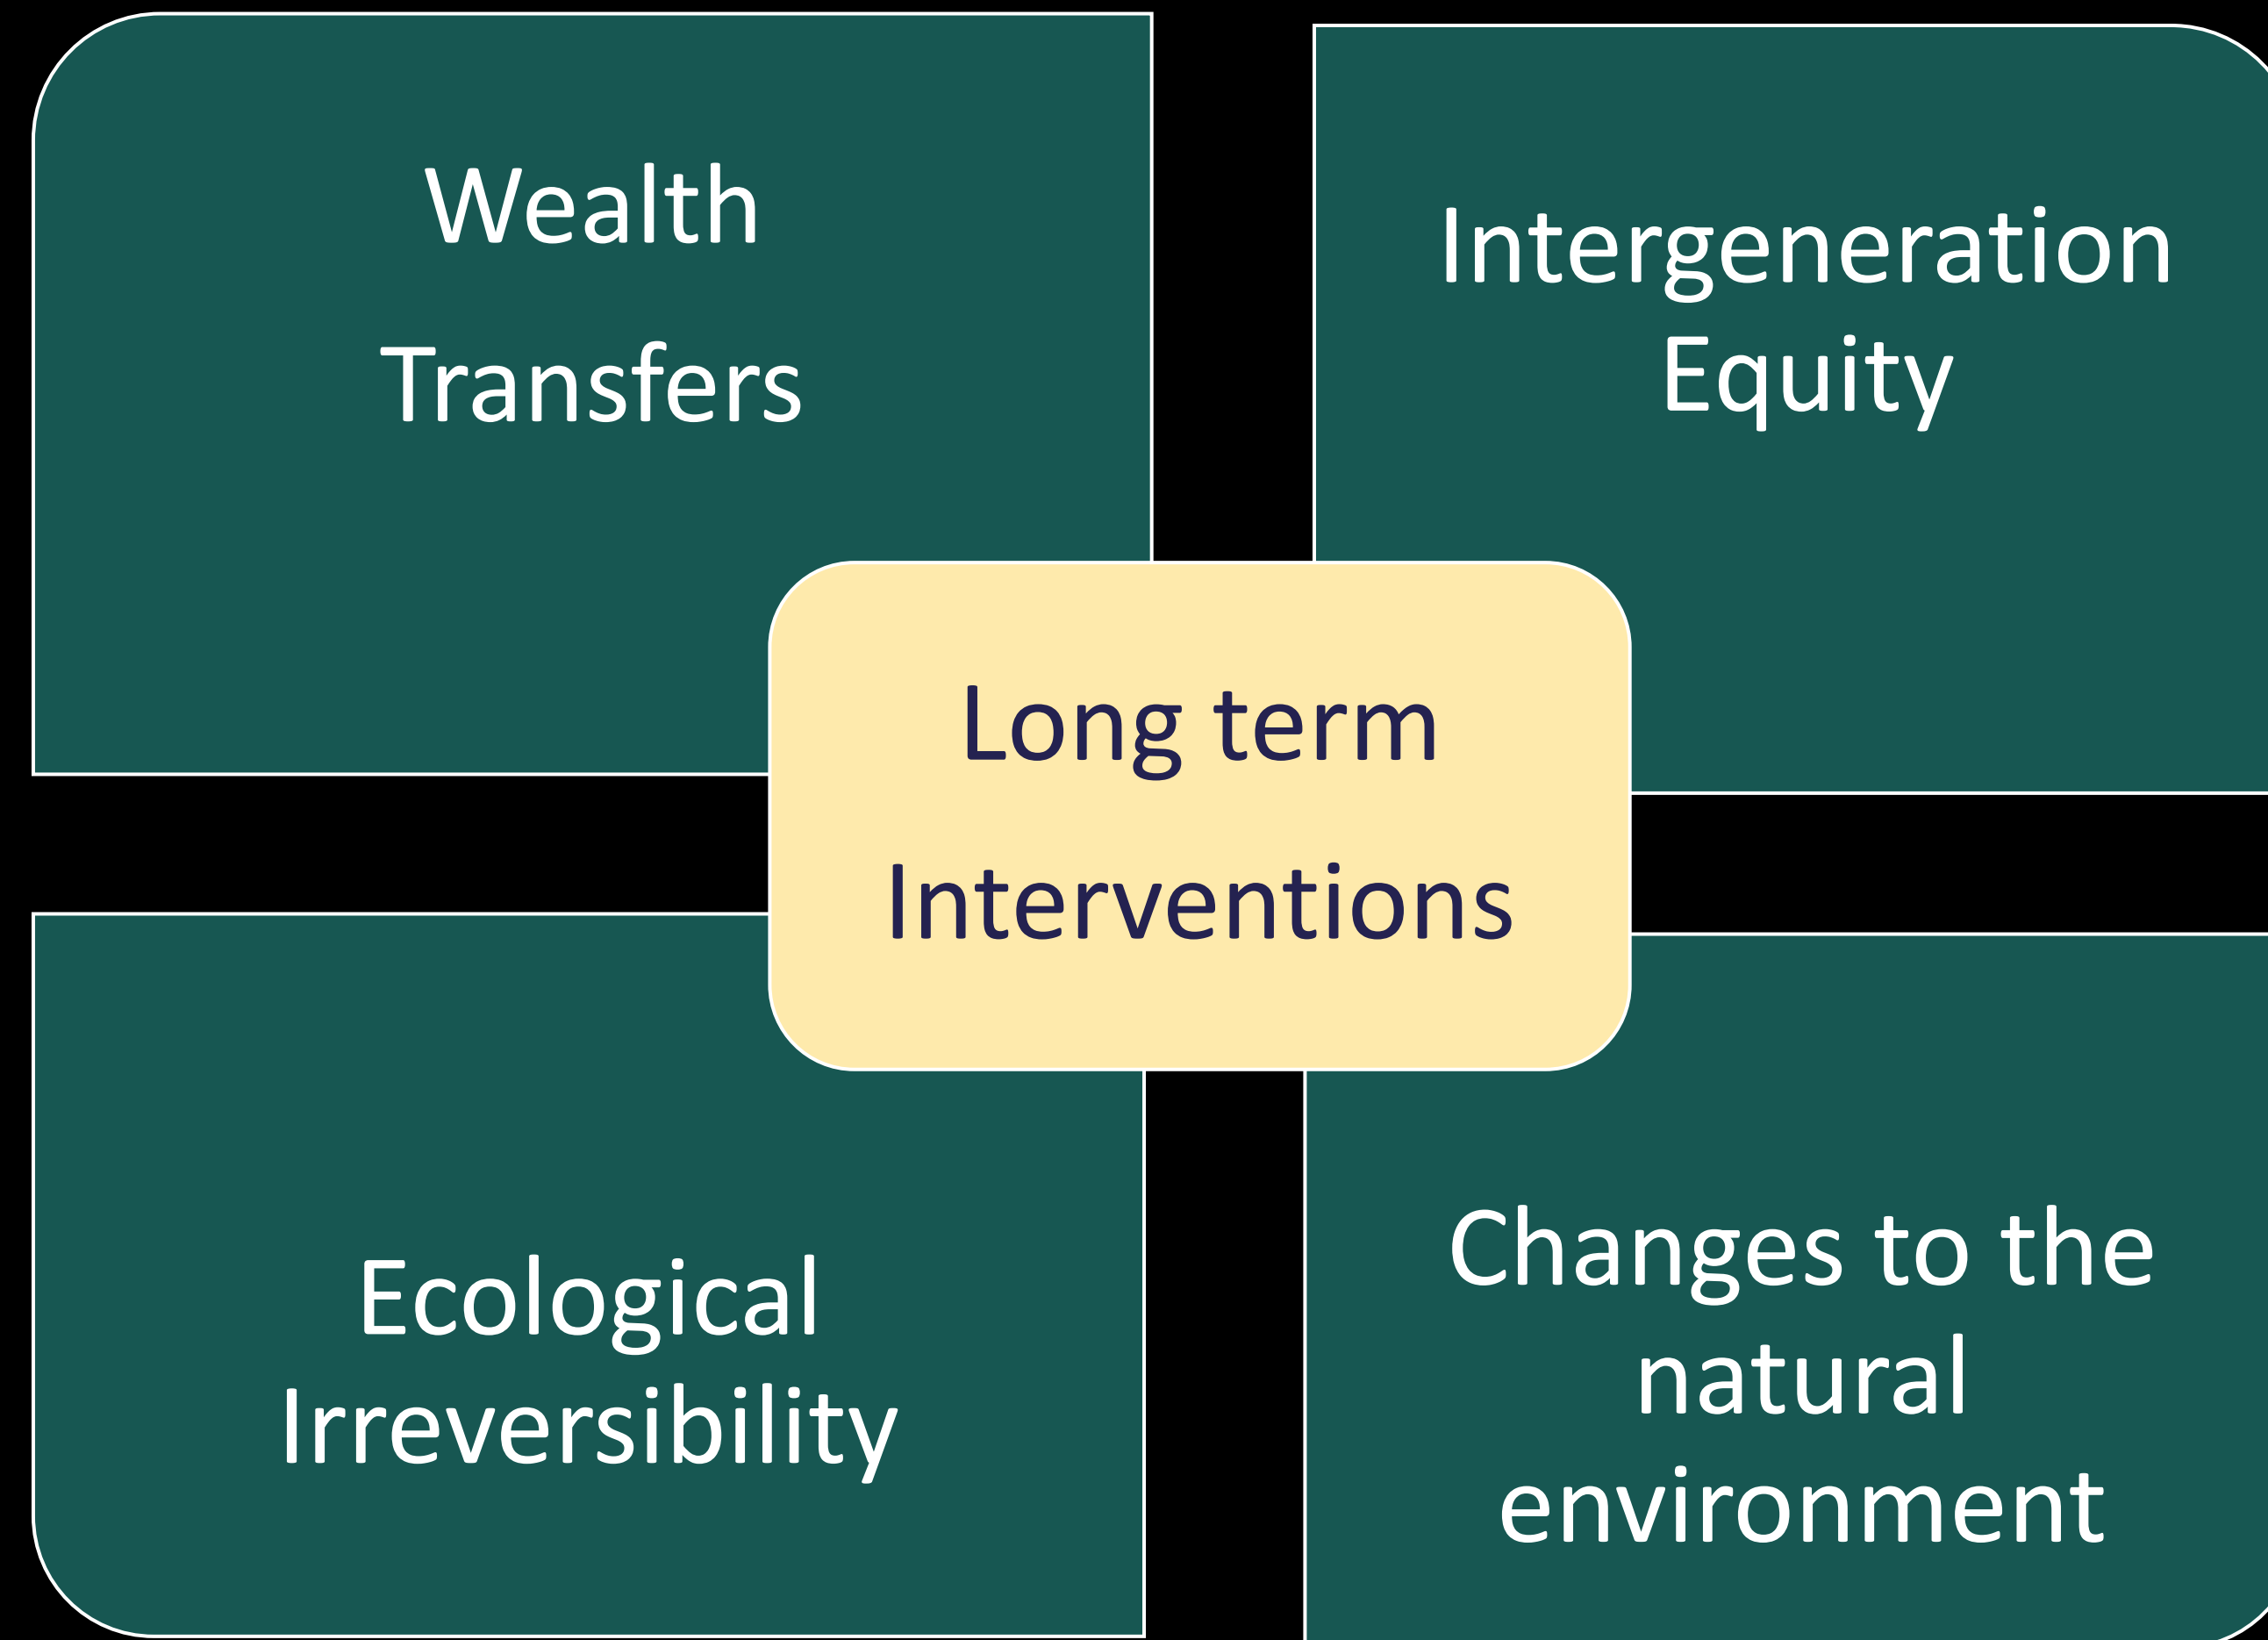 Wealth
Transfers
Intergeneration
Equity
Long term
Interventions
Ecological
Irreversibility
Changes to the
natural
environment